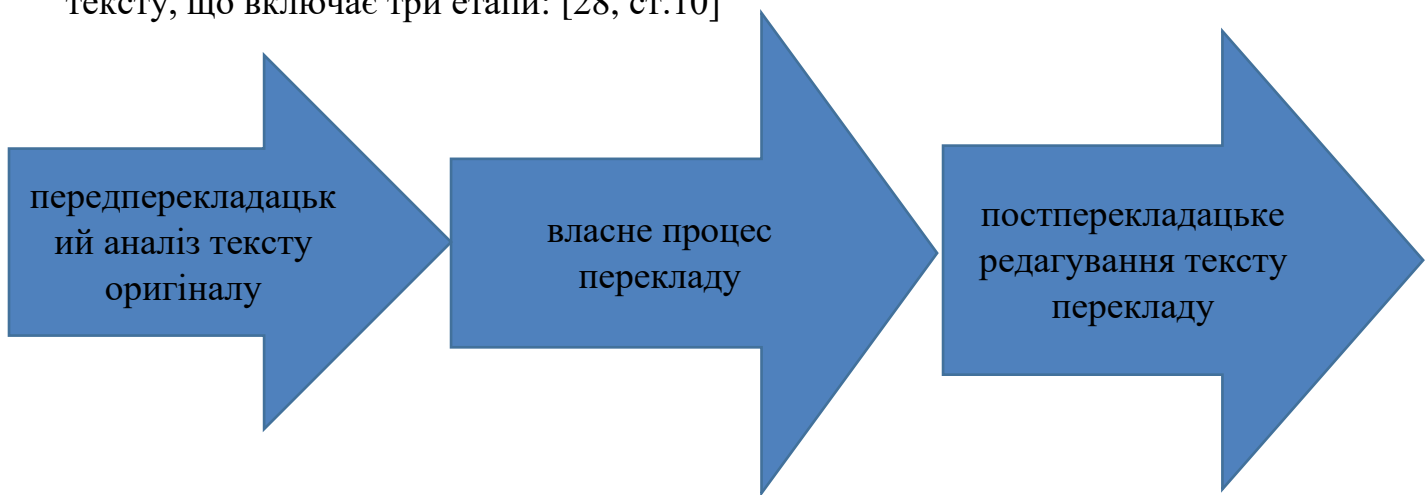 тексту, що включає три етапи: [28, ст.10]
передперекладацьк
ий аналіз тексту
оригіналу
власне процес
перекладу
постперекладацьке
редагування тексту
перекладу